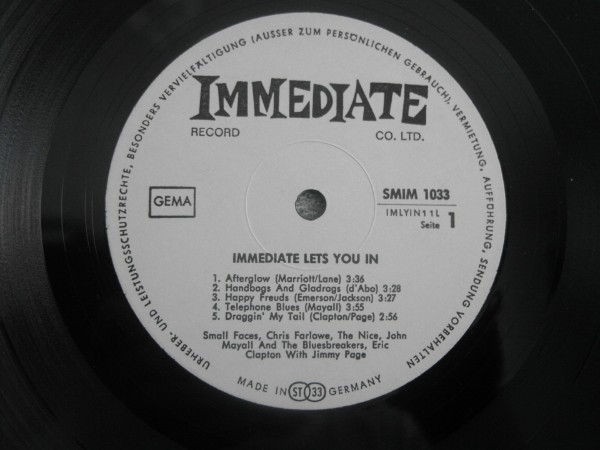 URHEBER- UND LEISTUNGSSCHUTZRECHTE, BESONDERS VERVIELFÄLTIGUNG (AUSSER ZUM PERSÖNLICHEN GEBRAUCH), VERMIETUNG, AUFFÜHRUNG, SENDUNG VORBEHALTEN
IMMEDIATE
RECORD CO. LTD.
GEMA
SMIM 1033
IMLYIN11L
Seite 1
IMMEDIATE LETS YOU IN
1. Afterglow (Marriott/Lane) 3:36
2. Handbags And Gladrags (d'Abo) 3:28
3. Happy Freuds (Emerson/Jackson) 3:27
4. Telephone Blues (Mayall) 3:55
5. Draggin' My Tail (Clapton/Page) 2:56
Small Faces, Chris Farlowe, The Nice, John
Mayall And The Bluesbreakers, Eric
Clapton With Jimmy Page
MADE IN ST 33 GERMANY